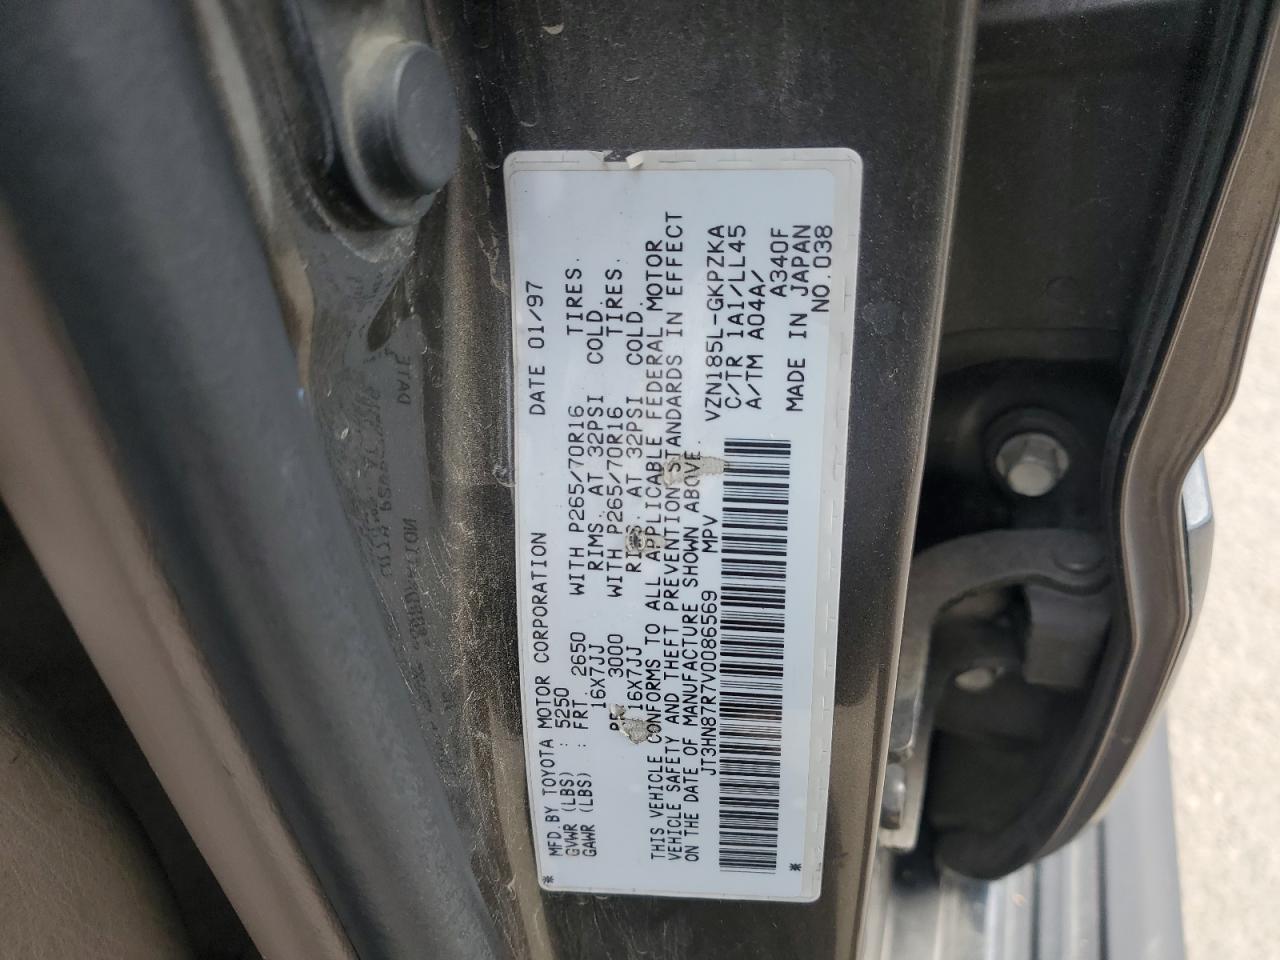 MFD. BY TOYOTA MOTOR CORPORATION DATE 01/97
GVWR (LBS) : 5250
GAWR (LBS) : FRT. 2650 WITH P265/70R16 TIRES.
16X7JJ RIMS. AT 32PSI COLD.
3000 WITH P265/70R16 TIRES.
16X7JJ AT 32PSI COLD.
THIS VEHICLE CONFORMS TO ALL APPLICABLE FEDERAL MOTOR
VEHICLE SAFETY AND THEFT PREVENTION STANDARDS IN EFFECT
ON THE DATE OF MANUFACTURE SHOWN ABOVE.
JT3HN87R7V0086569 MPV
VZN185L-GKPZKA
C/TR 1A1/LL45
A/TM A04A/
A340F
MADE IN JAPAN
NO.038